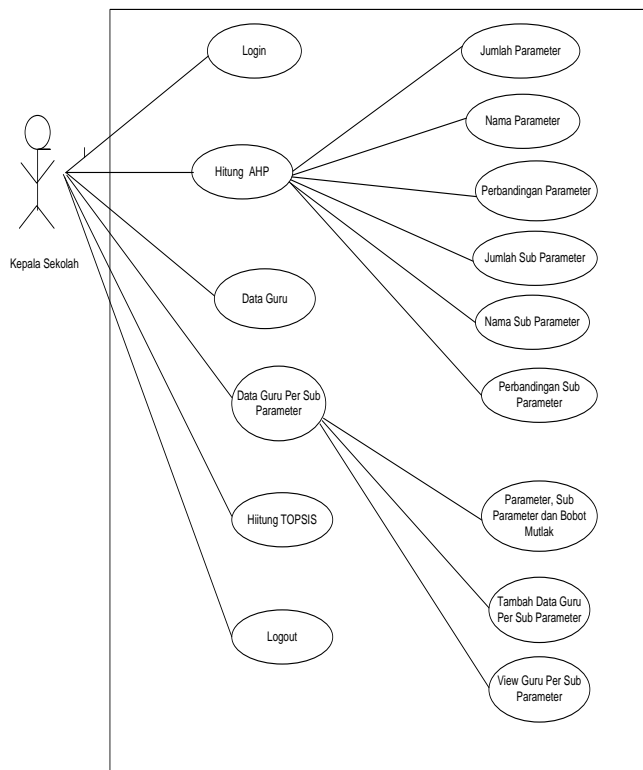 Login
Jumlah Parameter
Nama Parameter
Hitung AHP
Perbandingan Parameter
Kepala Sekolah
Jumlah Sub Parameter
Data Guru
Nama Sub Parameter
Data Guru Per Sub
Parameter
Perbandingan Sub
Parameter
Hiitung TOPSIS
Parameter, Sub
Parameter dan Bobot
Mutlak
Tambah Data Guru
Per Sub Parameter
Logout
View Guru Per Sub
Parameter